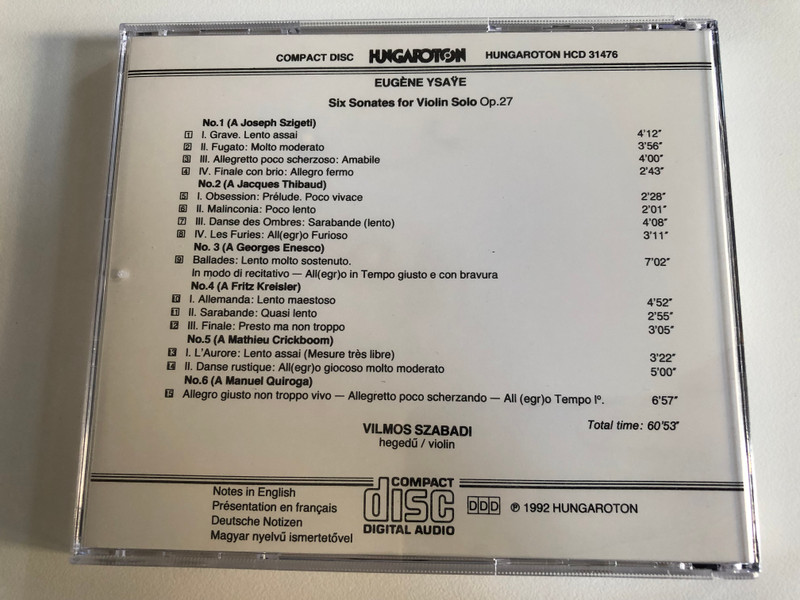 COMPACT DISC HUNGAROTON HUNGAROTON HCD 31476
EUGÈNE YSAŸE
Six Sonates for Violin Solo Op.27
No.1 (A Joseph Szigeti)
1 I. Grave. Lento assai 4'12"
2 II. Fugato: Molto moderato 3'56"
3 III. Allegretto poco scherzoso: Amabile 4'00"
4 IV. Finale con brio: Allegro fermo 2'43"
No.2 (A Jacques Thibaud)
5 I. Obsession: Prélude. Poco vivace 2'28"
6 II. Malinconia: Poco lento 2'01"
7 III. Danse des Ombres: Sarabande (lento) 4'08"
8 IV. Les Furies: All(egr)o Furioso 3'11"
No. 3 (A Georges Enesco)
9 Ballades: Lento molto sostenuto. 7'02"
In modo di recitativo — All(egr)o in Tempo giusto e con bravura
No.4 (A Fritz Kreisler)
10 I. Allemanda: Lento maestoso 4'52"
11 II. Sarabande: Quasi lento 2'55"
12 III. Finale: Presto ma non troppo 3'05"
No.5 (A Mathieu Crickboom)
13 I. L'Aurore: Lento assai (Mesure très libre) 3'22"
14 II. Danse rustique: All(egr)o giocoso molto moderato 5'00"
No.6 (A Manuel Quiroga)
15 Allegro giusto non troppo vivo — Allegretto poco scherzando — All (egr)o Tempo Iº. 6'57"
Total time: 60'53"
VILMOS SZABADI
hegedű / violin
Notes in English
Présentation en français
Deutsche Notizen
Magyar nyelvű ismertetővel
COMPACT
disc
DIGITAL AUDIO
DDD ℗ 1992 HUNGAROTON